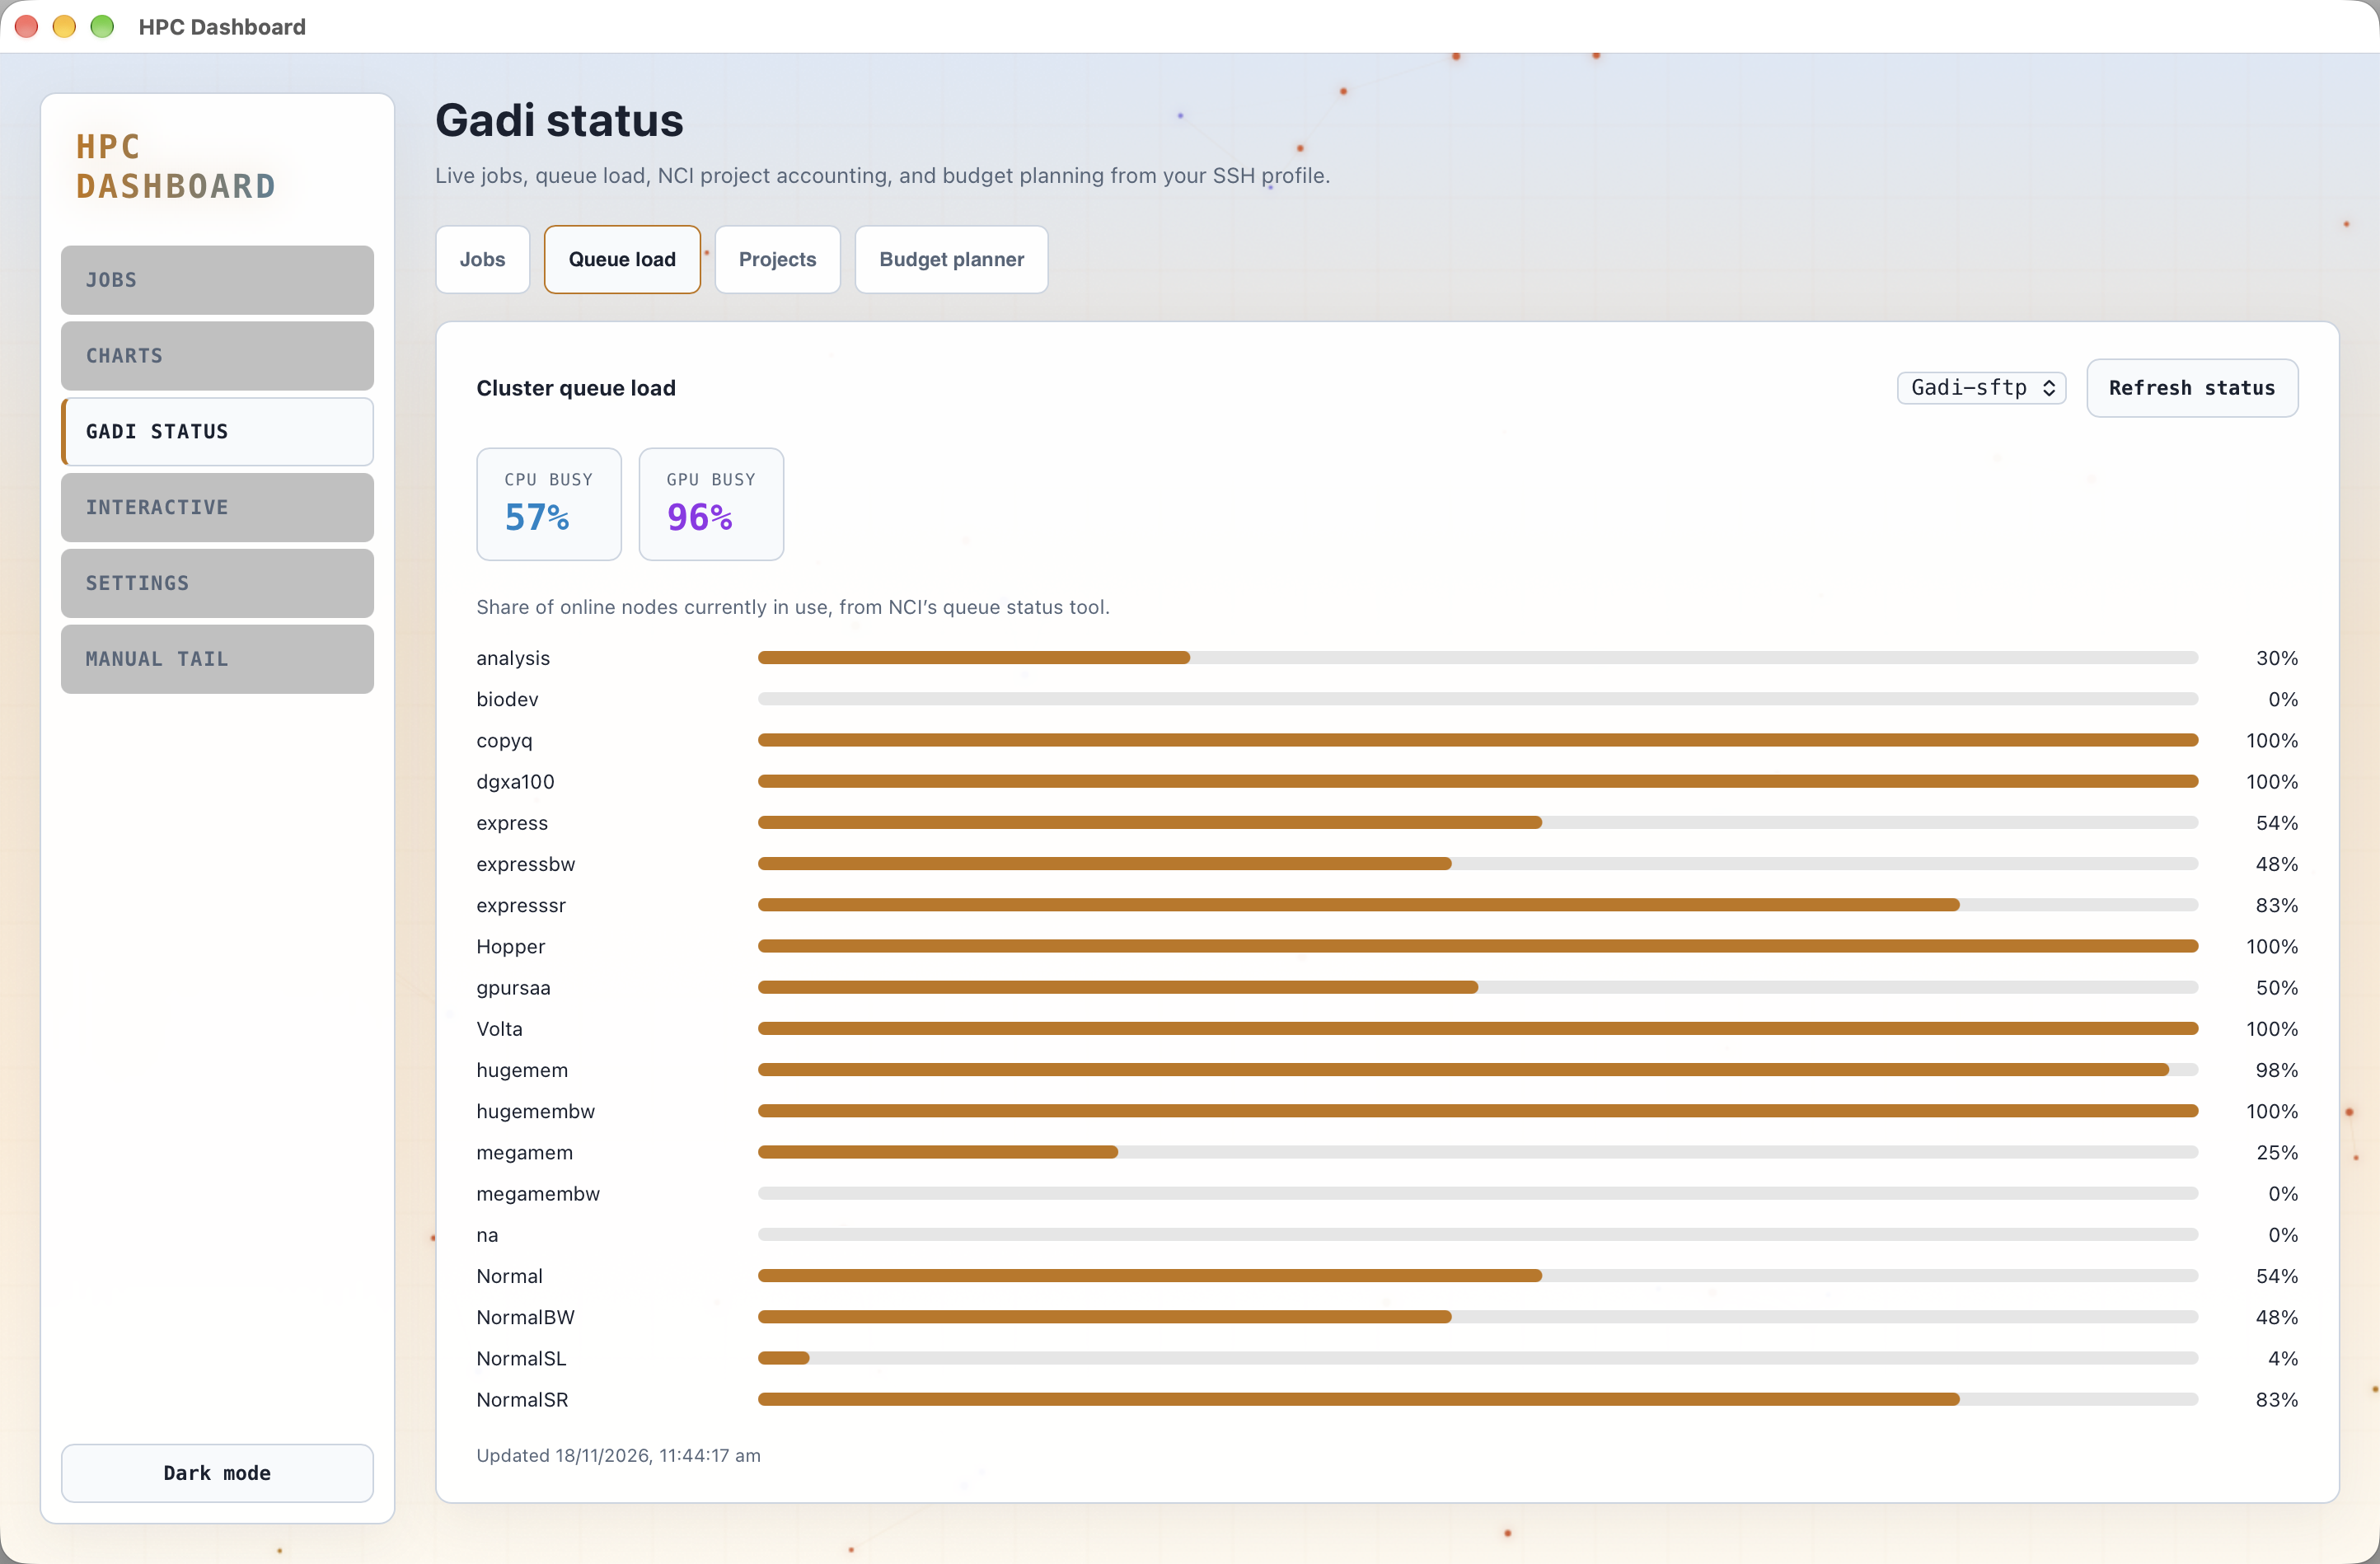 HPC Dashboard
HPC
DASHBOARD
JOBS
CHARTS
GADI STATUS
INTERACTIVE
SETTINGS
MANUAL TAIL
Dark mode
Gadi status
Live jobs, queue load, NCI project accounting, and budget planning from your SSH profile.
Jobs Queue load Projects Budget planner
Cluster queue load Gadi-sftp Refresh status
CPU BUSY GPU BUSY
57% 96%
Share of online nodes currently in use, from NCI’s queue status tool.
analysis 30%
biodev 0%
copyq 100%
dgxa100 100%
express 54%
expressbw 48%
expresssr 83%
Hopper 100%
gpursaa 50%
Volta 100%
hugemem 98%
hugemembw 100%
megamem 25%
megamembw 0%
na 0%
Normal 54%
NormalBW 48%
NormalSL 4%
NormalSR 83%
Updated 18/11/2026, 11:44:17 am